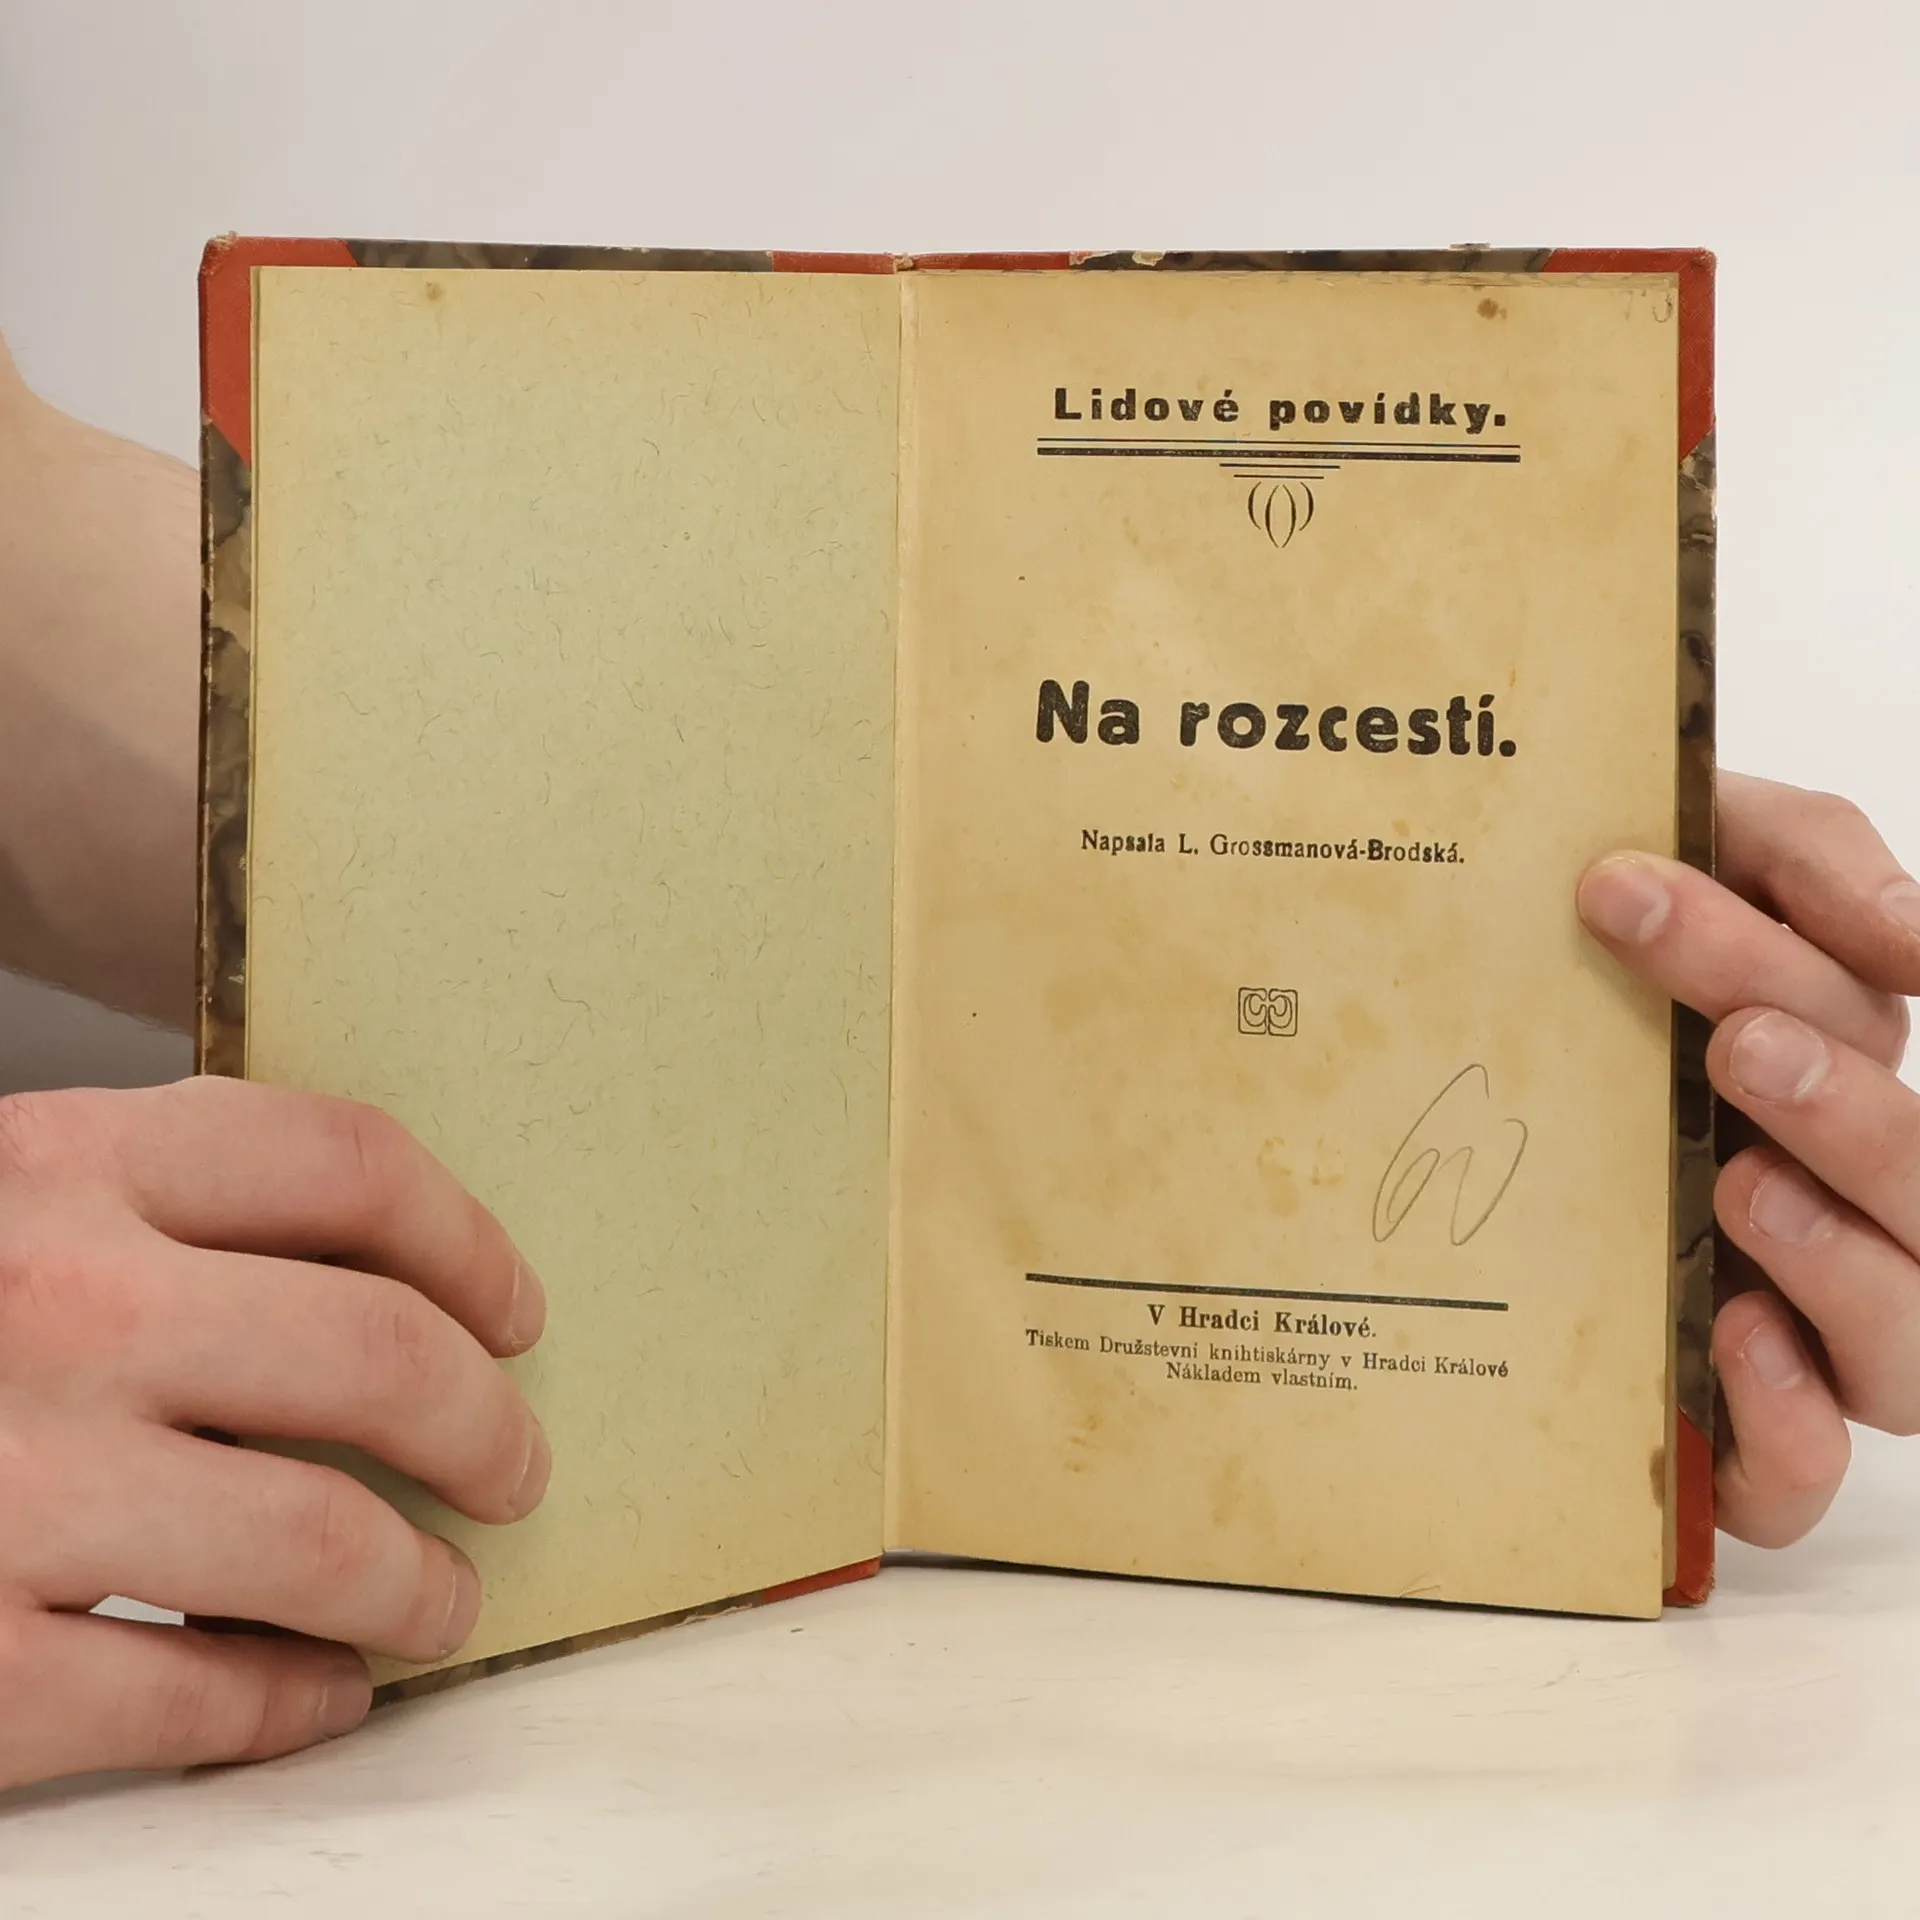 Lidové povídky.
Na rozcestí.
Napsala L. Grossmanová-Brodská.
V Hradci Králové.
Tiskem Družstevní knihtiskárny v Hradci Králové
Nákladem vlastním.